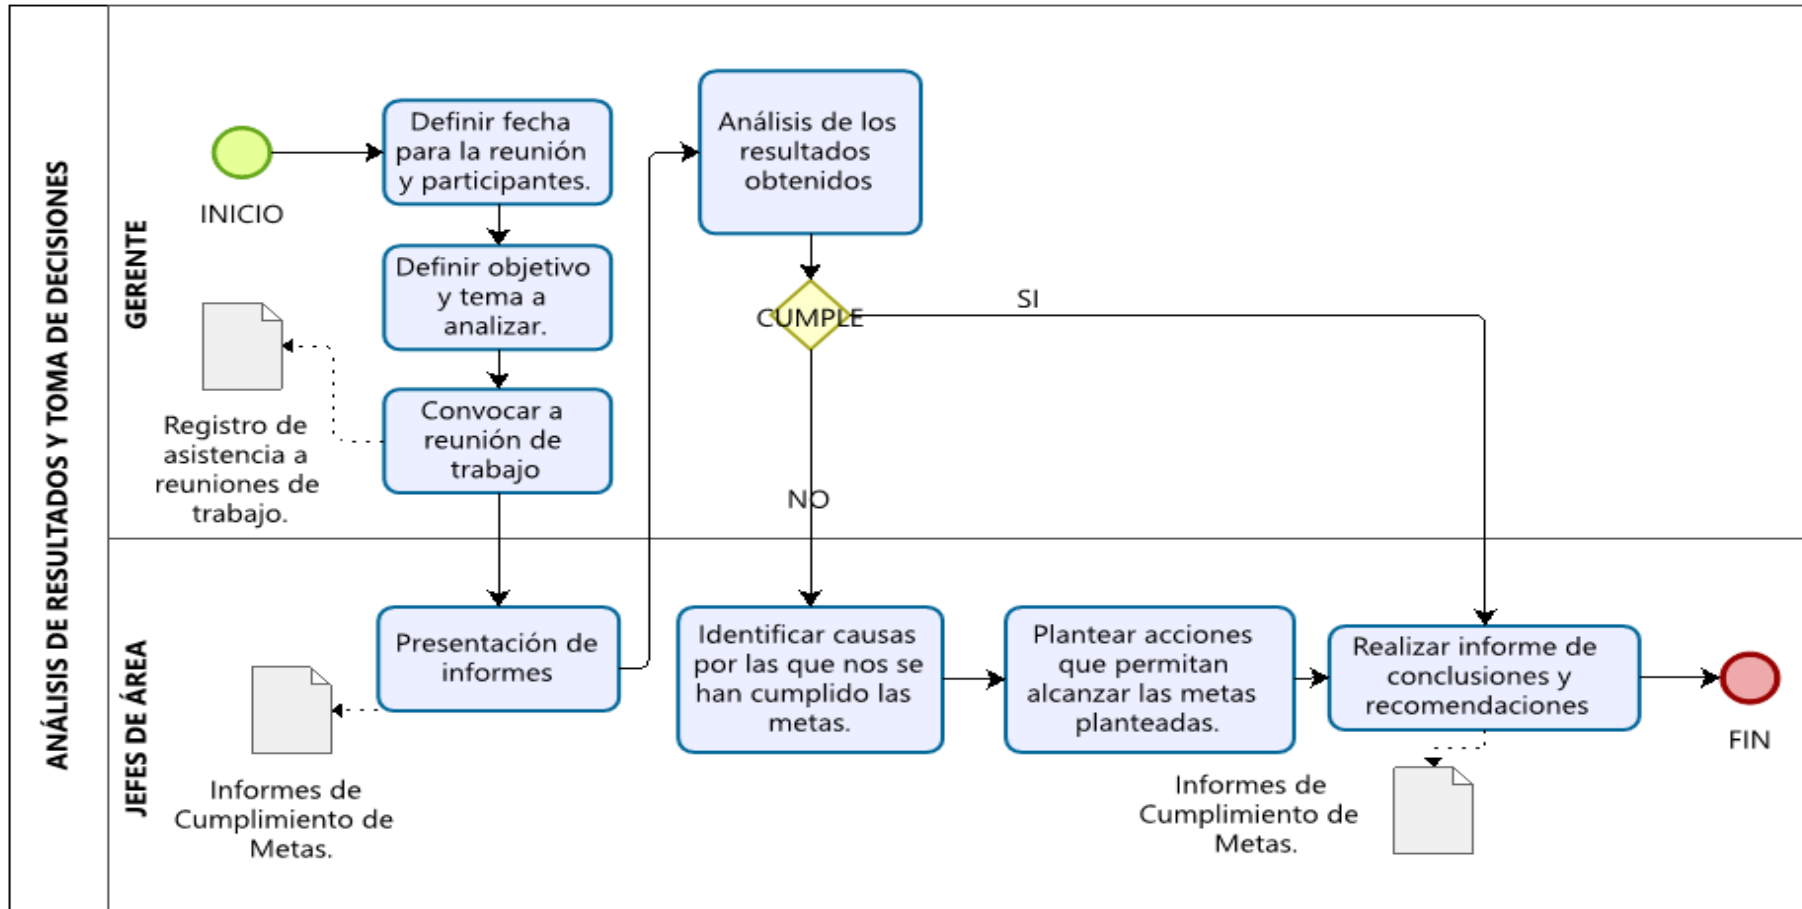 ANÁLISIS DE RESULTADOS Y TOMA DE DECISIONES
GERENTE
INICIO
Definir fecha
para la reunión
y participantes.
Definir objetivo
y tema a
analizar.
Convocar a
reunión de
trabajo
Registro de
asistencia a
reuniones de
trabajo.
Análisis de los
resultados
obtenidos
CUMPLE
SI
NO
JEFES DE ÁREA
Presentación de
informes
Informes de
Cumplimiento de
Metas.
Identificar causas
por las que nos se
han cumplido las
metas.
Plantear acciones
que permitan
alcanzar las metas
planteadas.
Realizar informe de
conclusiones y
recomendaciones
Informes de
Cumplimiento de
Metas.
FIN